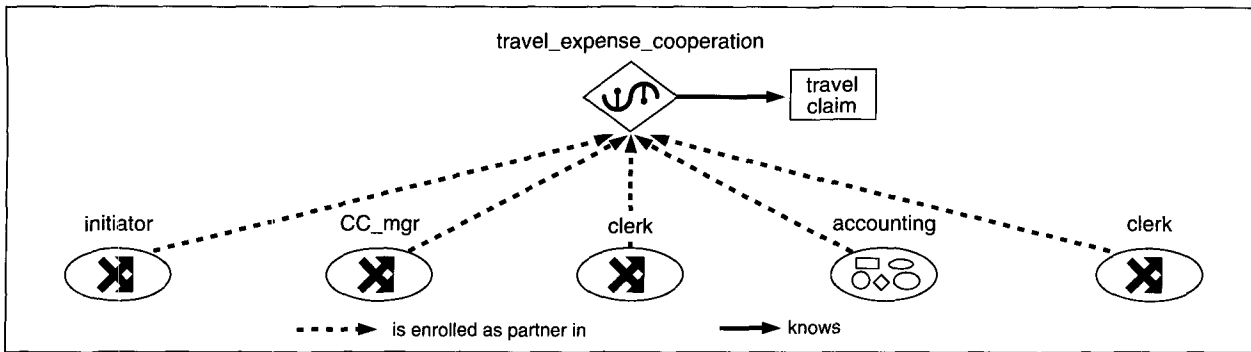 travel_expense_cooperation
travel
claim
initiator
CC_mgr
clerk
accounting
clerk
is enrolled as partner in
knows